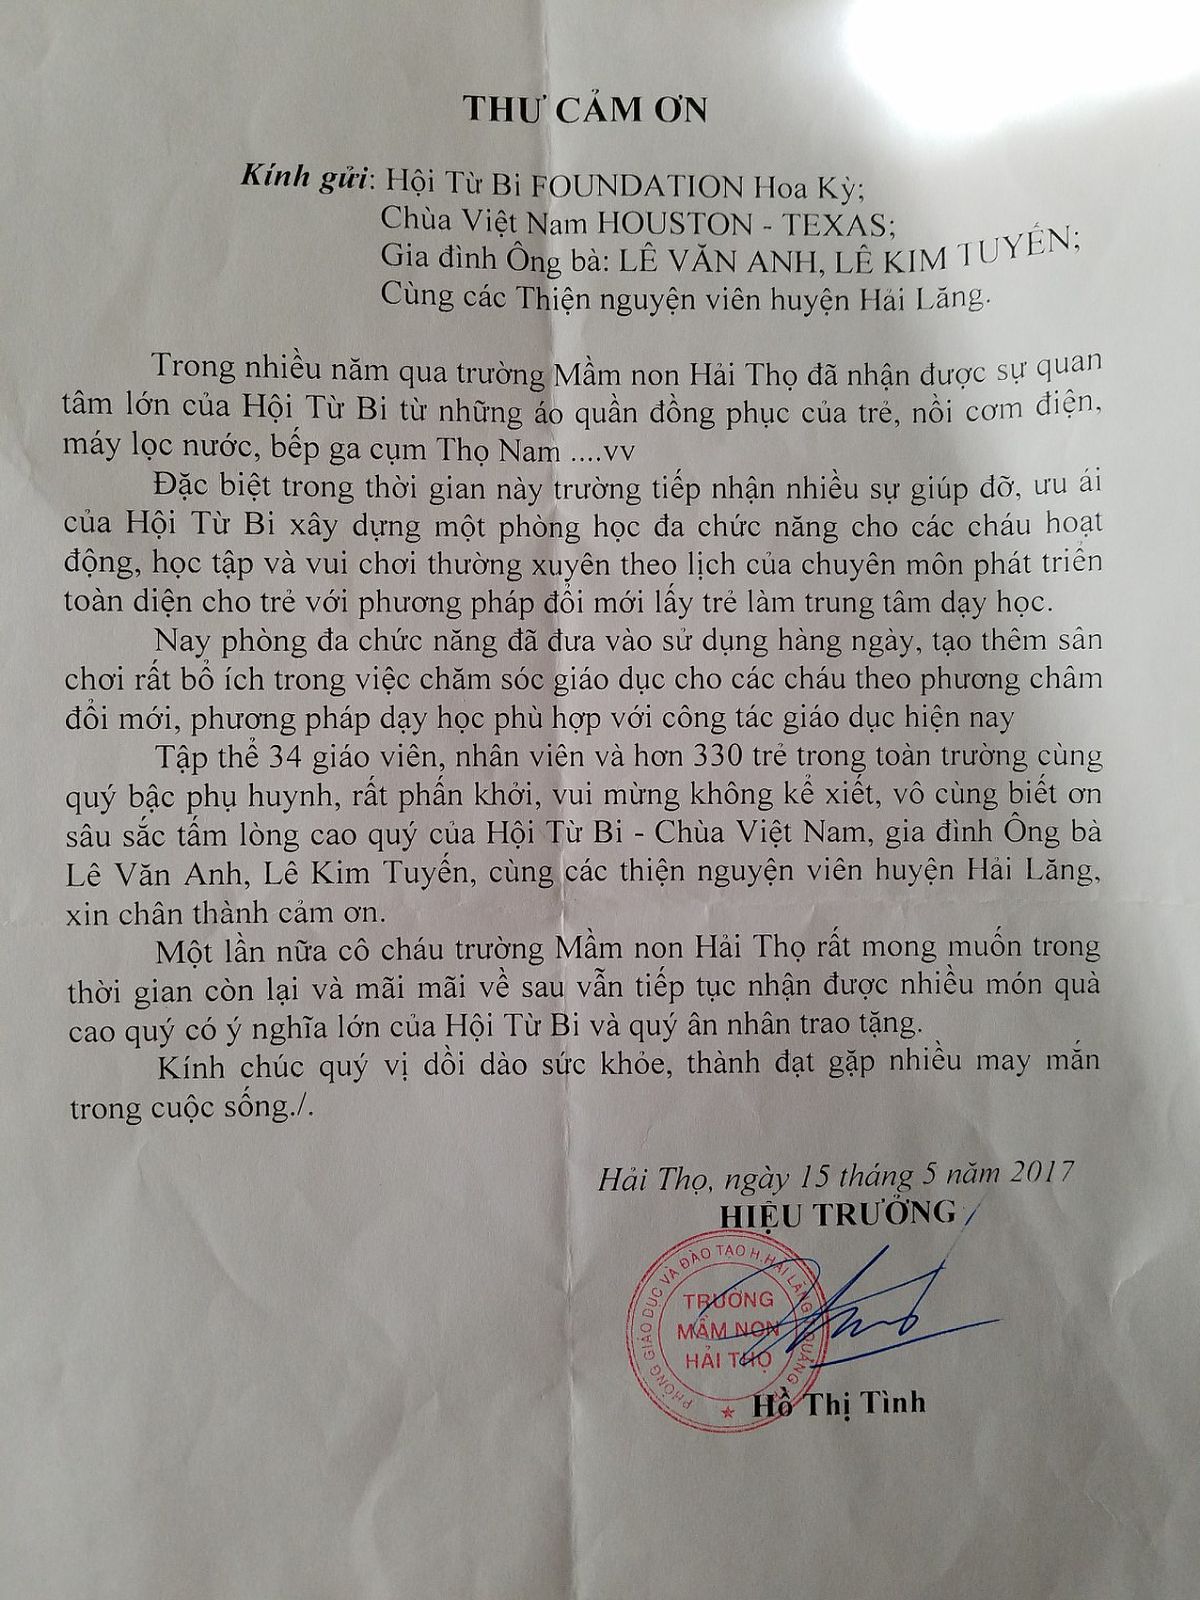 THƯ CẢM ƠN
Kính gửi: Hội Từ Bi FOUNDATION Hoa Kỳ;
Chùa Việt Nam HOUSTON - TEXAS;
Gia đình Ông bà: LÊ VĂN ANH, LÊ KIM TUYẾN;
Cùng các Thiện nguyện viên huyện Hải Lăng.
Trong nhiều năm qua trường Mầm non Hải Thọ đã nhận được sự quan
tâm lớn của Hội Từ Bi từ những áo quần đồng phục của trẻ, nồi cơm điện,
máy lọc nước, bếp ga cụm Thọ Nam ....vv
Đặc biệt trong thời gian này trường tiếp nhận nhiều sự giúp đỡ, ưu ái
của Hội Từ Bi xây dựng một phòng học đa chức năng cho các cháu hoạt
động, học tập và vui chơi thường xuyên theo lịch của chuyên môn phát triển
toàn diện cho trẻ với phương pháp đổi mới lấy trẻ làm trung tâm dạy học.
Nay phòng đa chức năng đã đưa vào sử dụng hàng ngày, tạo thêm sân
chơi rất bổ ích trong việc chăm sóc giáo dục cho các cháu theo phương châm
đổi mới, phương pháp dạy học phù hợp với công tác giáo dục hiện nay
Tập thể 34 giáo viên, nhân viên và hơn 330 trẻ trong toàn trường cùng
quý bậc phụ huynh, rất phấn khởi, vui mừng không kể xiết, vô cùng biết ơn
sâu sắc tấm lòng cao quý của Hội Từ Bi - Chùa Việt Nam, gia đình Ông bà
Lê Văn Anh, Lê Kim Tuyến, cùng các thiện nguyện viên huyện Hải Lăng,
xin chân thành cảm ơn.
Một lần nữa cô cháu trường Mầm non Hải Thọ rất mong muốn trong
thời gian còn lại và mãi mãi về sau vẫn tiếp tục nhận được nhiều món quà
cao quý có ý nghĩa lớn của Hội Từ Bi và quý ân nhân trao tặng.
Kính chúc quý vị dồi dào sức khỏe, thành đạt gặp nhiều may mắn
trong cuộc sống./.
Hải Thọ, ngày 15 tháng 5 năm 2017
HIỆU TRƯỞNG
PHÒNG GIÁO DỤC VÀ ĐÀO TẠO H.HẢI LĂNG QUẢNG
TRƯỜNG
MẦM NON
HẢI THỌ
Hồ Thị Tình